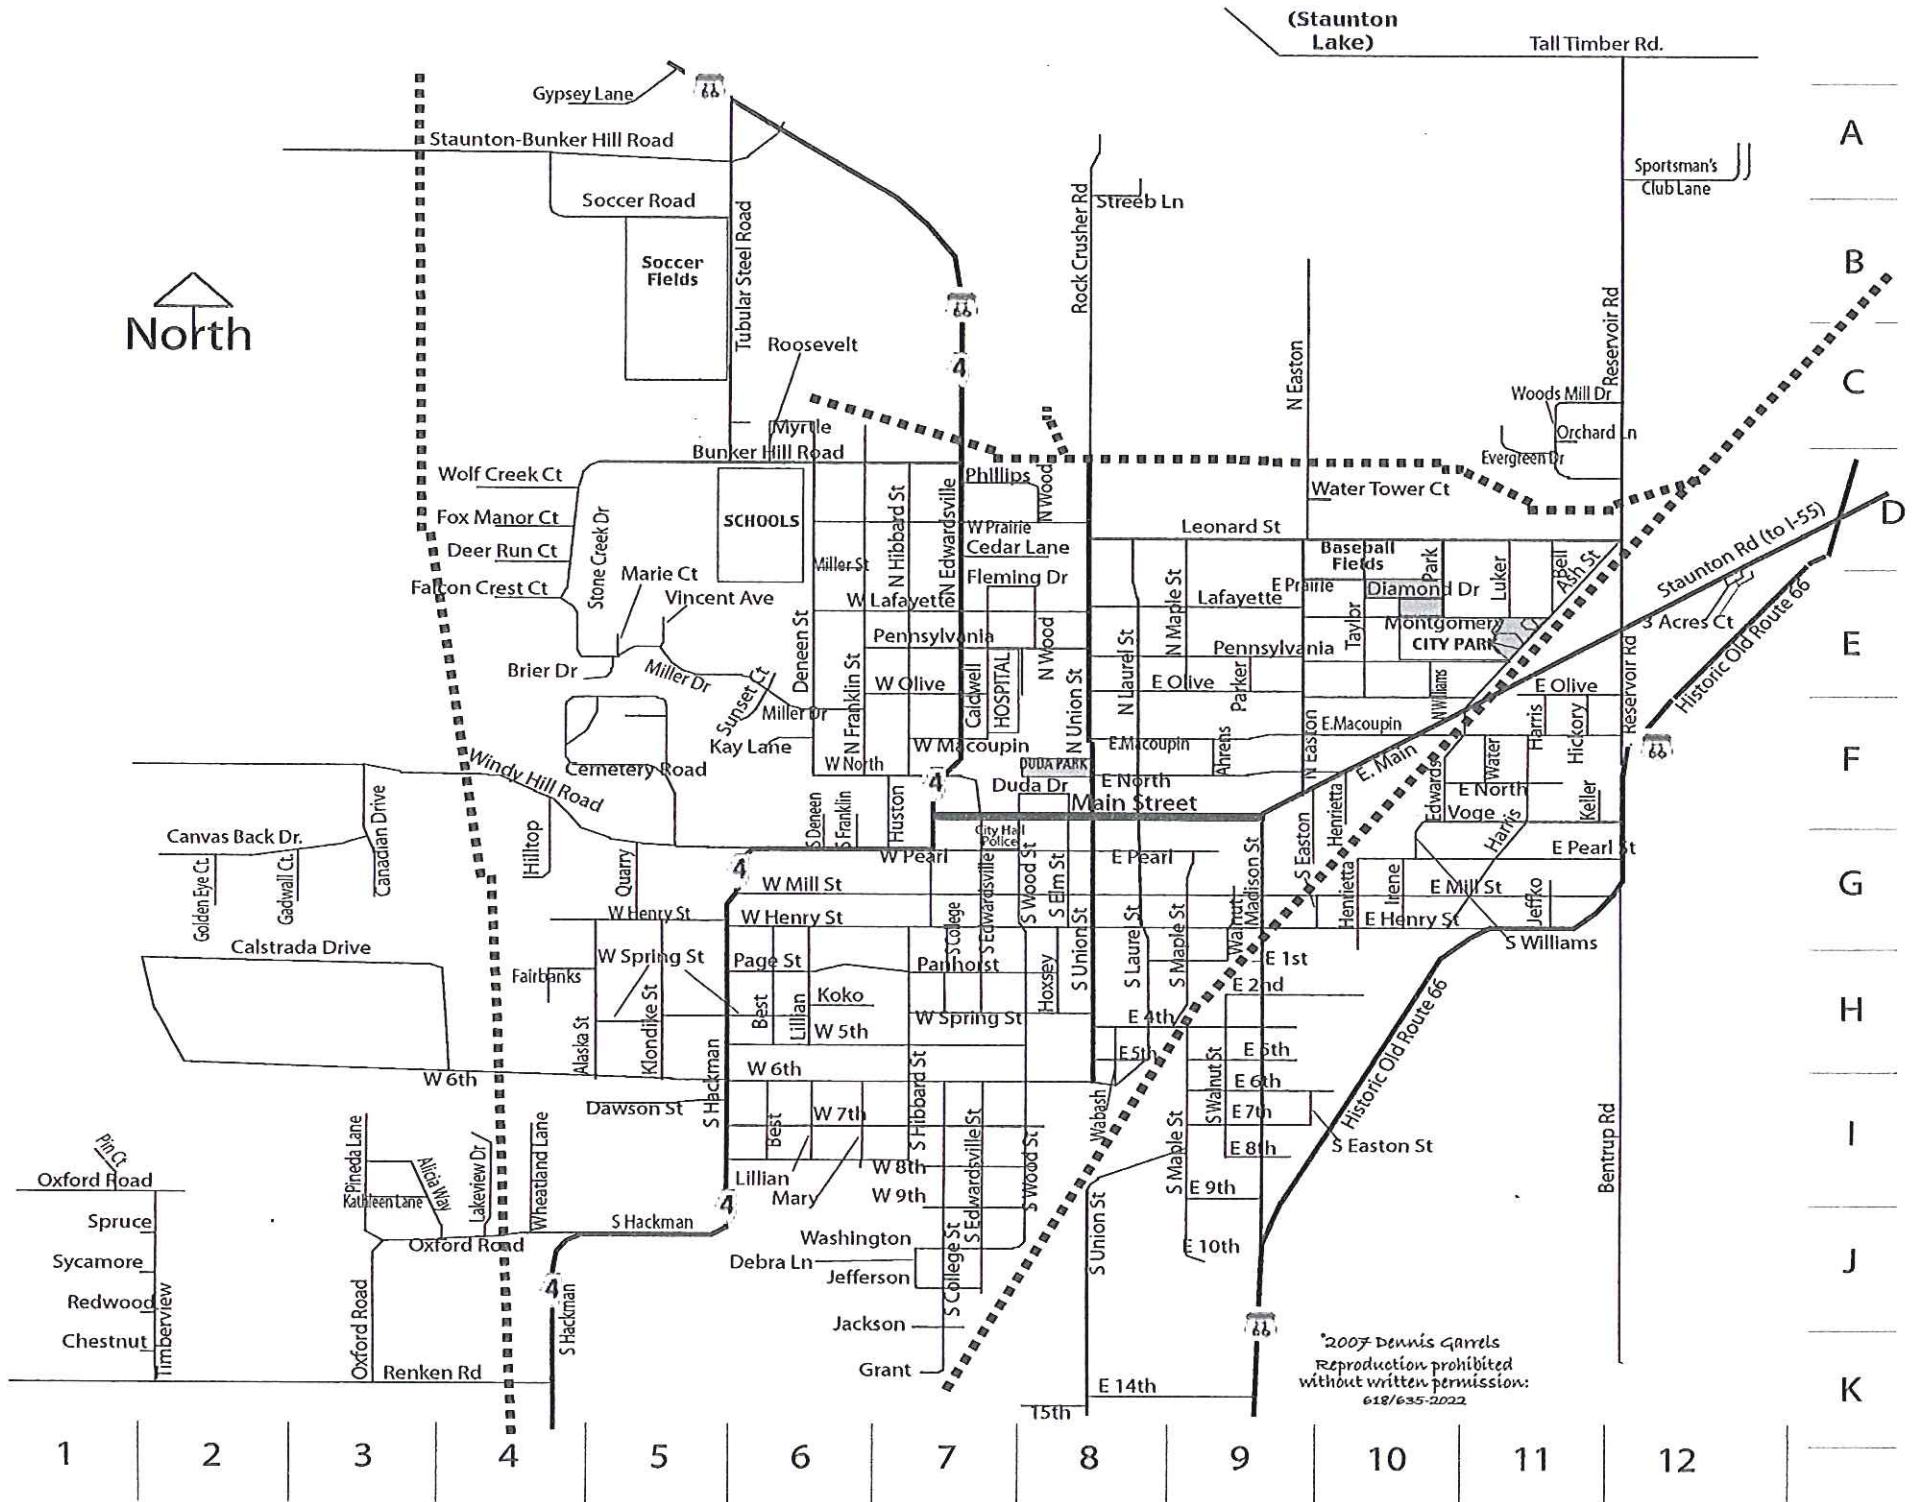 (Staunton
Lake)
Tall Timber Rd.
Gypsey Lane
66
Staunton-Bunker Hill Road
A
Sportsman's
Club Lane
Soccer Road
Streeb Ln
Tubular Steel Road
Rock Crusher Rd
Soccer
Fields
B
North
66
Reservoir Rd
Roosevelt
4
N Easton
C
Woods Mill Dr
Myrtle
Orchard Ln
Bunker Hill Road
Evergreen Dr
Wolf Creek Ct
Phillips
N Wood
Water Tower Ct
Fox Manor Ct
SCHOOLS
N Hibbard St
N Edwardsville
W Prairie
Leonard St
Staunton Rd (to I-55)
D
Stone Creek Dr
Deer Run Ct
Cedar Lane
Baseball
Fields
Park
Luker
Bell
Ash St
Miller St
Falcon Crest Ct
Marie Ct
Fleming Dr
N Maple St
E Prairie
Diamond Dr
Vincent Ave
W Lafayette
Lafayette
Taylor
Montgomery
3 Acres Ct
Historic Old Route 66
Deneen St
Pennsylvania
N Wood
N Laurel St
Pennsylvania
CITY PARK
E
Brier Dr
Miller Dr
Sunset Ct
N Franklin St
W Olive
Caldwell
HOSPITAL
E Olive
Parker
N Williams
E Olive
Reservoir Rd
Miller Dr
N Union St
E.Macoupin
Harris
Hickory
Kay Lane
W Macoupin
E.Macoupin
Ahrens
N Easton
Water
66
Windy Hill Road
Cemetery Road
W North
DUDA PARK
E. Main
F
4
Duda Dr
E North
E North
Edwards
Canadian Drive
S Deneen
S Franklin
Huston
Main Street
Henrietta
Voge
Harris
Keller
Canvas Back Dr.
Hilltop
City Hall
Police
S Easton
W Pearl
E Pearl
E Pearl St
Golden Eye Ct.
Gadwall Ct.
Quarry
4
W Mill St
S Edwardsville
S Wood St
S Elm St
Madison St
Henrietta
Irene
E Mill St
Jeffko
G
W Henry St
W Henry St
S College
S Union St
S Laurel St
S Maple St
Walnut
E Henry St
S Williams
Calstrada Drive
W Spring St
Page St
Panhorst
E 1st
Fairbanks
Hoxsey
E 2nd
Best
Lillian
Koko
H
Alaska St
Klondike St
W Spring St
E 4th
W 5th
Historic Old Route 66
S Hackman
E 5th
E 5th
W 6th
W 6th
S Hibbard St
S Walnut St
E 6th
Dawson St
Wabash
E 7th
Pineda Lane
Wheatland Lane
Best
W 7th
S Edwardsville St
S Wood St
S Maple St
E 8th
S Easton St
Bentrup Rd
I
Pin Ct
Alicia Way
Lakeview Dr
W 8th
Oxford Road
Kathleen Lane
Lillian
Mary
W 9th
E 9th
4
Spruce
S Hackman
Washington
S College St
S Union St
Oxford Road
E 10th
Sycamore
Debra Ln
Jefferson
J
4
Redwood
Timberview
Oxford Road
S Hackman
Jackson
66
Chestnut
°2007 Dennis Garrels
Reproduction prohibited
without written permission:
618/635-2022
Renken Rd
Grant
E 14th
K
15th
1
2
3
4
5
6
7
8
9
10
11
12